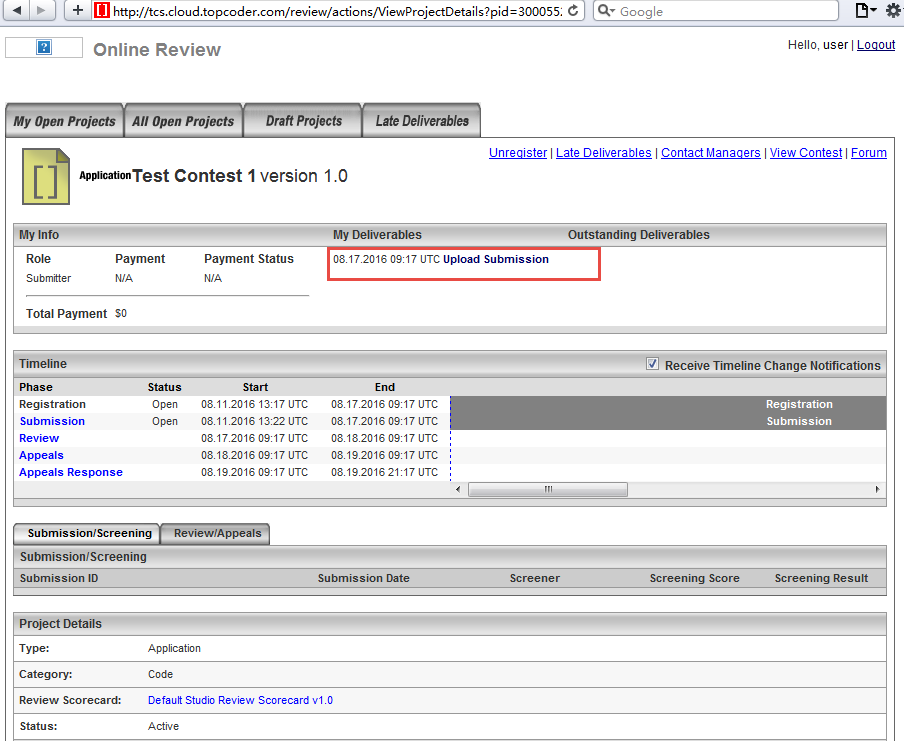 http://tcs.cloud.topcoder.com/review/actions/ViewProjectDetails?pid=300055
Google
Online Review
Hello, user | Logout
My Open Projects
All Open Projects
Draft Projects
Late Deliverables
Unregister | Late Deliverables | Contact Managers | View Contest | Forum
Application Test Contest 1 version 1.0
My Info My Deliverables Outstanding Deliverables
Role Payment Payment Status 08.17.2016 09:17 UTC Upload Submission
Submitter N/A N/A
Total Payment $0
Timeline Receive Timeline Change Notifications
Phase Status Start End
Registration Open 08.11.2016 13:17 UTC 08.17.2016 09:17 UTC Registration
Submission Open 08.11.2016 13:22 UTC 08.17.2016 09:17 UTC Submission
Review 08.17.2016 09:17 UTC 08.18.2016 09:17 UTC
Appeals 08.18.2016 09:17 UTC 08.19.2016 09:17 UTC
Appeals Response 08.19.2016 09:17 UTC 08.19.2016 21:17 UTC
Submission/Screening Review/Appeals
Submission/Screening
Submission ID Submission Date Screener Screening Score Screening Result
Project Details
Type: Application
Category: Code
Review Scorecard: Default Studio Review Scorecard v1.0
Status: Active